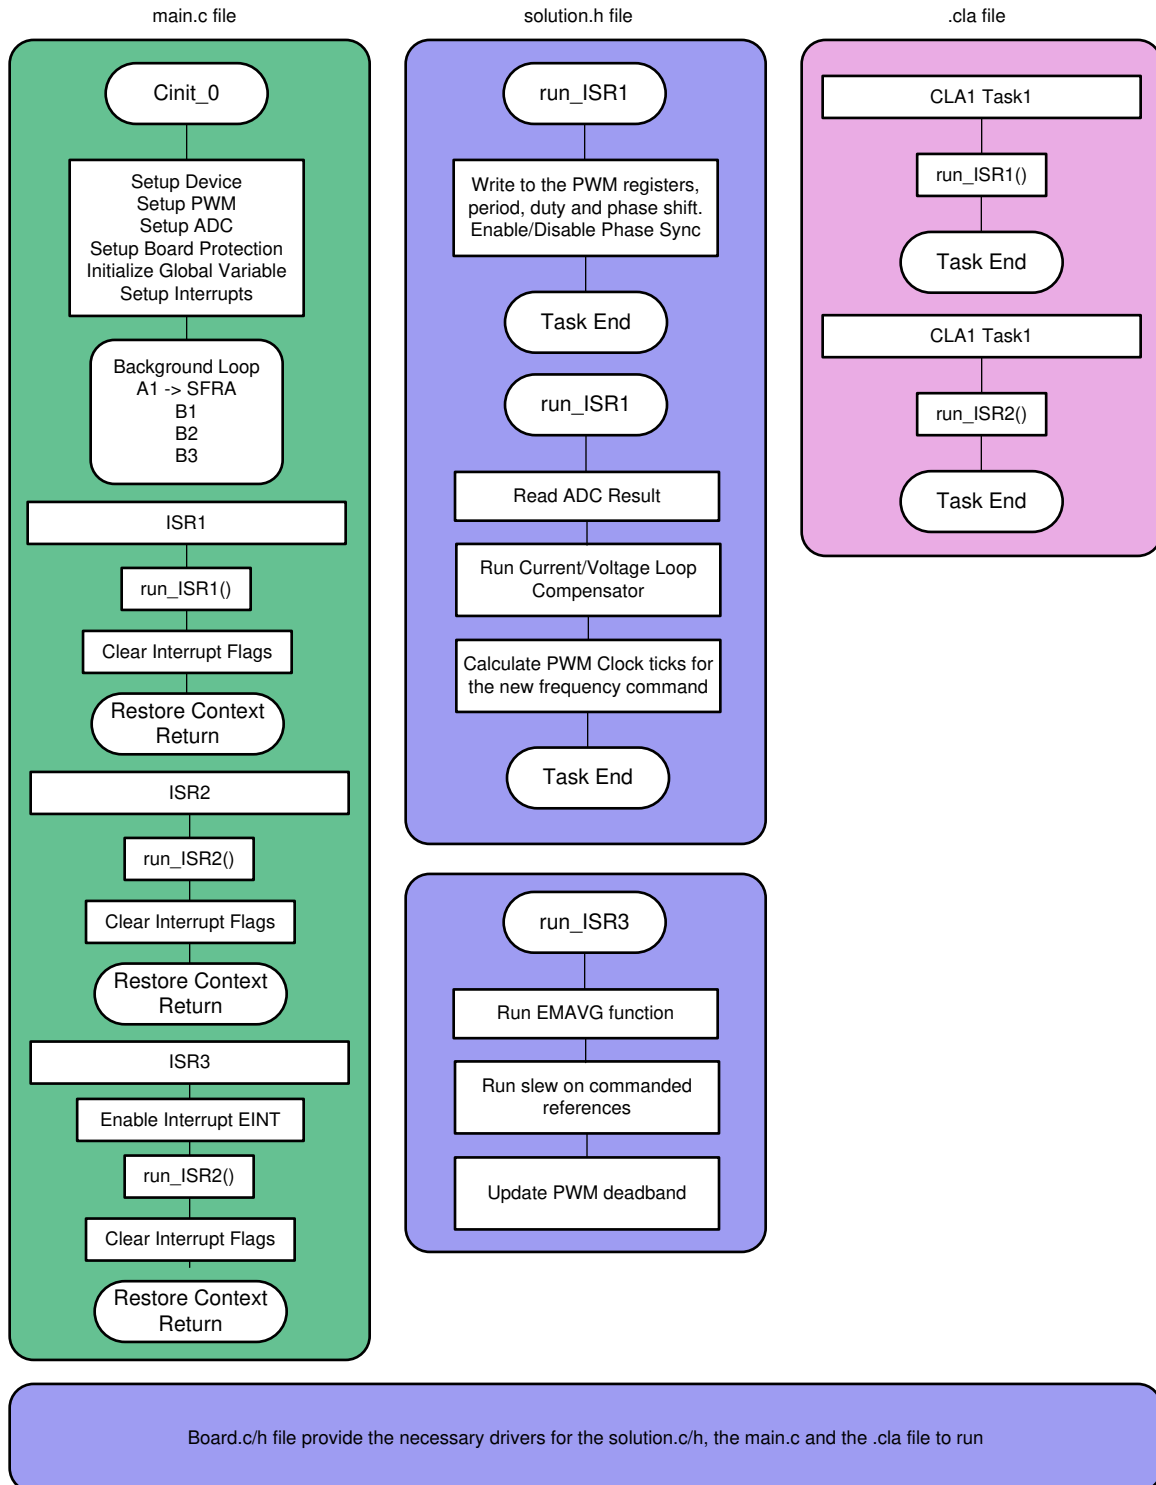 main.c file
Cinit_0
Setup Device
Setup PWM
Setup ADC
Setup Board Protection
Initialize Global Variable
Setup Interrupts
Background Loop
A1 -> SFRA
B1
B2
B3
ISR1
run_ISR1()
Clear Interrupt Flags
Restore Context
Return
ISR2
run_ISR2()
Clear Interrupt Flags
Restore Context
Return
ISR3
Enable Interrupt EINT
run_ISR2()
Clear Interrupt Flags
Restore Context
Return
solution.h file
run_ISR1
Write to the PWM registers,
period, duty and phase shift.
Enable/Disable Phase Sync
Task End
run_ISR1
Read ADC Result
Run Current/Voltage Loop
Compensator
Calculate PWM Clock ticks for
the new frequency command
Task End
run_ISR3
Run EMAVG function
Run slew on commanded
references
Update PWM deadband
.cla file
CLA1 Task1
run_ISR1()
Task End
CLA1 Task1
run_ISR2()
Task End
Board.c/h file provide the necessary drivers for the solution.c/h, the main.c and the .cla file to run